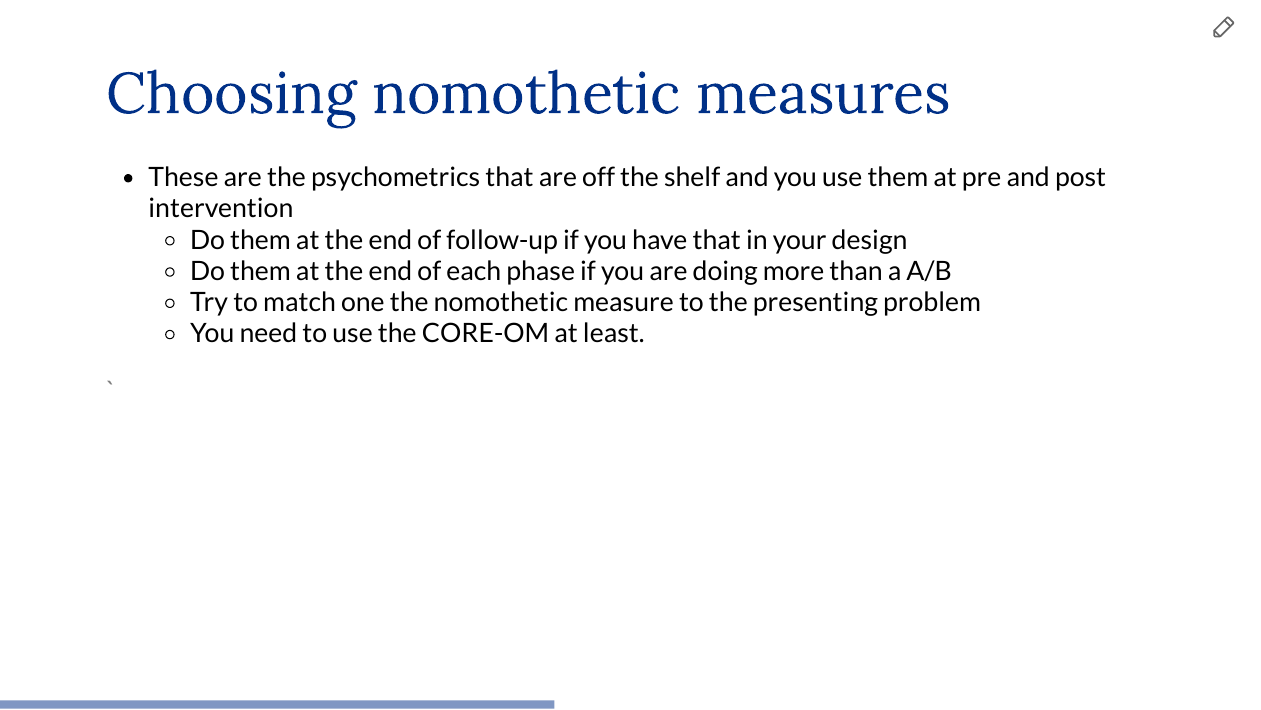 Choosing nomothetic measures
• These are the psychometrics that are off the shelf and you use them at pre and post
intervention
○ Do them at the end of follow-up if you have that in your design
○ Do them at the end of each phase if you are doing more than a A/B
○ Try to match one the nomothetic measure to the presenting problem
○ You need to use the CORE-OM at least.
`